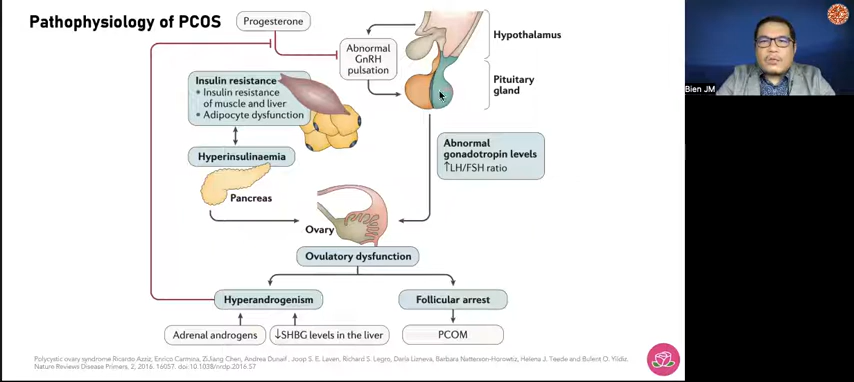 Pathophysiology of PCOS
Progesterone
Abnormal
GnRH
pulsation
Hypothalamus
Pituitary
gland
Insulin resistance
• Insulin resistance
of muscle and liver
• Adipocyte dysfunction
Hyperinsulinaemia
Pancreas
Abnormal
gonadotropin levels
↑LH/FSH ratio
Ovary
Ovulatory dysfunction
Hyperandrogenism
Follicular arrest
Adrenal androgens
↓SHBG levels in the liver
PCOM
Polycystic ovary syndrome Ricardo Azziz, Enrico Carmina, ZiJiang Chen, Andrea Dunaif, Joop S. E. Laven, Richard S. Legro, Daria Lizneva, Barbara Natterson-Horowitz, Helena J. Teede and Bulent O. Yildiz
Nature Reviews Disease Primers, 2, 2016. 16057. doi:10.1038/nrdp.2016.57
Bien JM